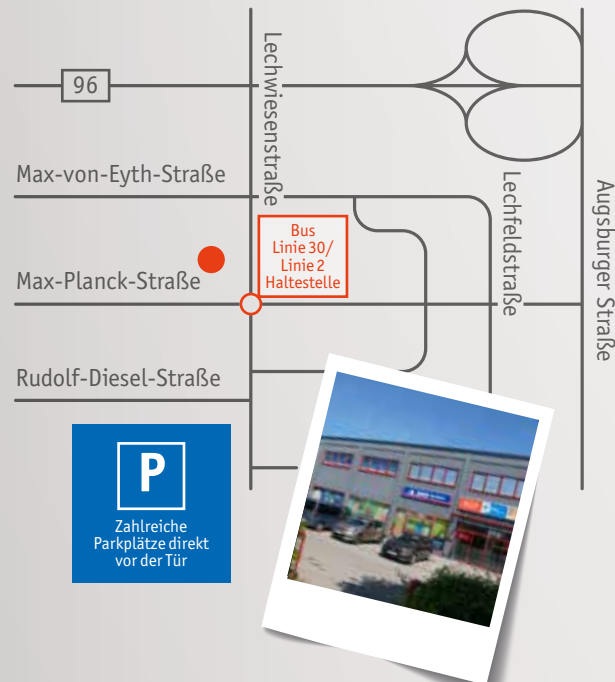 Lechwiesenstraße
96
Max-von-Eyth-Straße
Lechfeldstraße
Augsburger Straße
Bus
Linie 30/
Linie 2
Haltestelle
Max-Planck-Straße
Rudolf-Diesel-Straße
P
Zahlreiche
Parkplätze direkt
vor der Tür